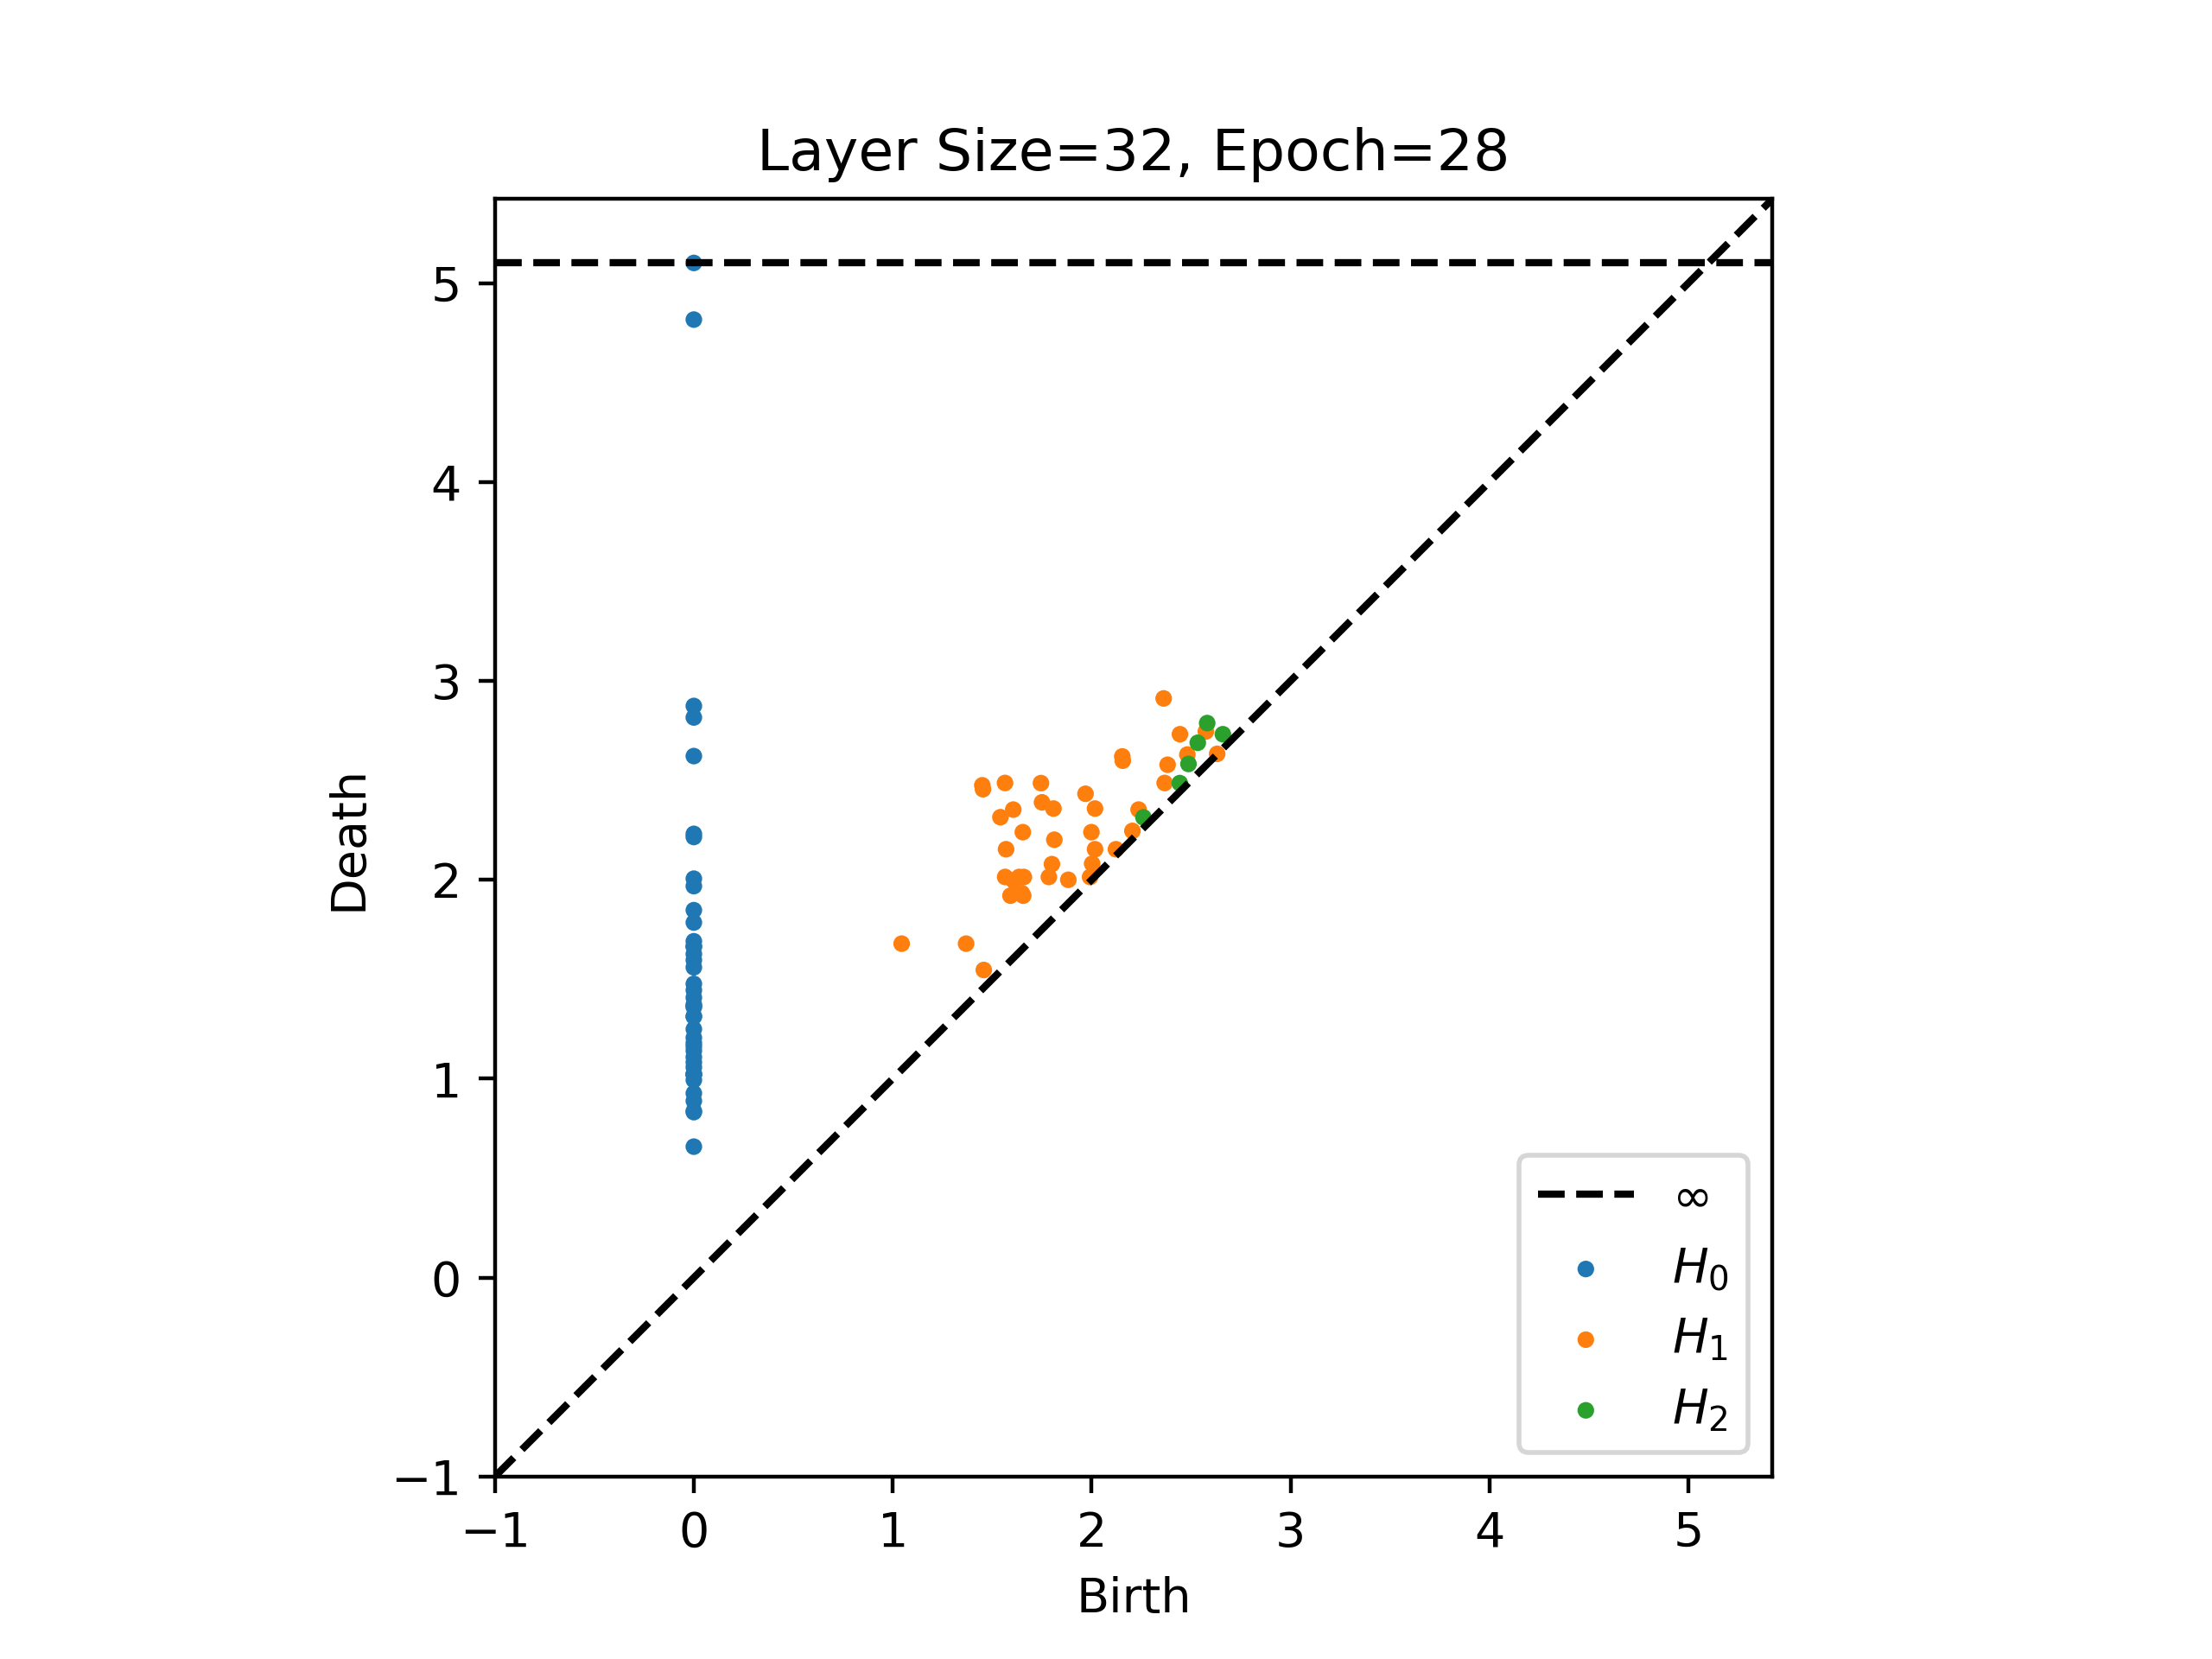 Layer Size=32, Epoch=28
Death
5
4
3
2
1
0
−1
−1 0 1 2 3 4 5
Birth
∞
H₀
H₁
H₂